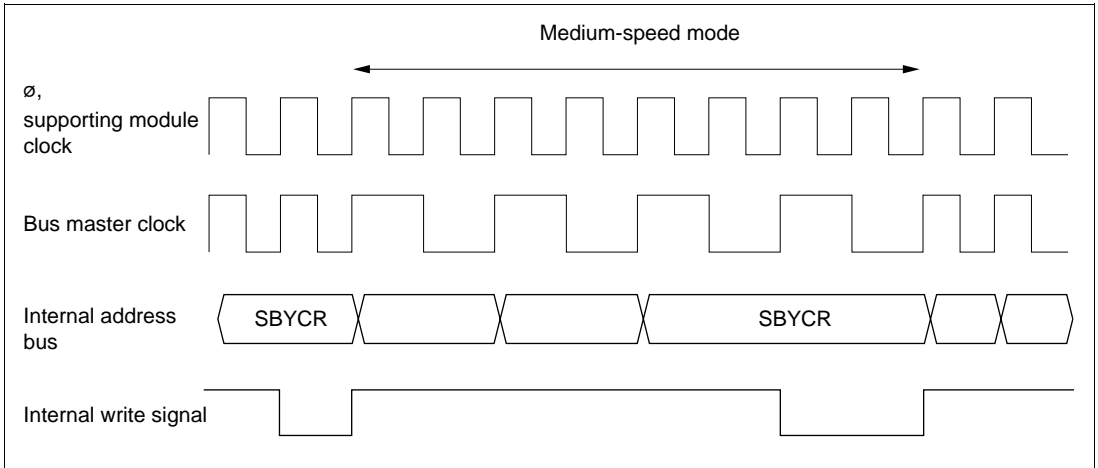 Medium-speed mode
ø,
supporting module
clock
Bus master clock
Internal address
bus
SBYCR
SBYCR
Internal write signal